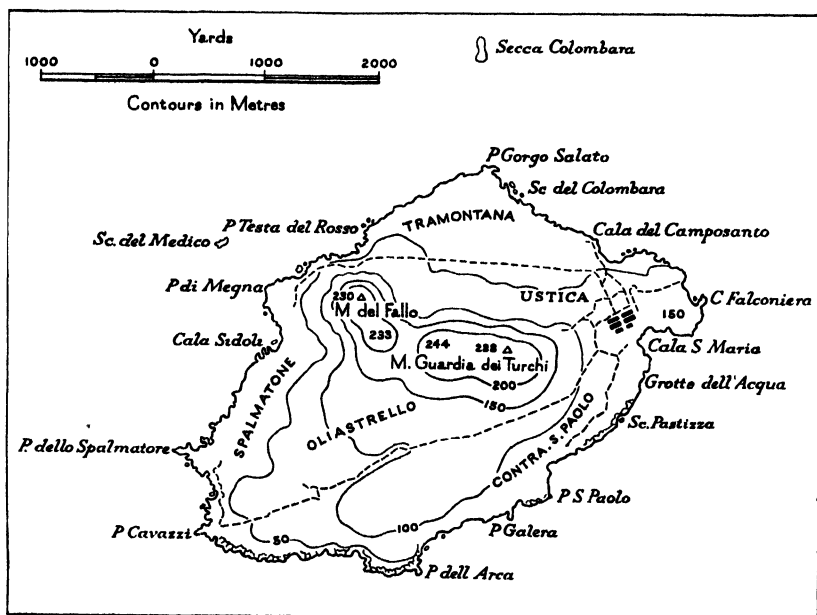 Yards
1000 0 1000 2000
Contours in Metres
Secca Colombara
P Gorgo Salato
Sc del Colombara
P Testa del Rosso
TRAMONTANA
Sc. del Medico
Cala del Camposanto
P di Megna
USTICA
C Falconiera
230
M del Fallo
150
233
244
238
Cala Sidoli
Cala S Maria
M. Guardia dei Turchi
200
Grotte dell'Acqua
150
SPALMATONE
OLIASTRELLO
CONTRA. S. PAOLO
Sc. Pastizza
P. dello Spalmatore
P S Paolo
100
P Cavazzi
50
P Galera
P dell Arca